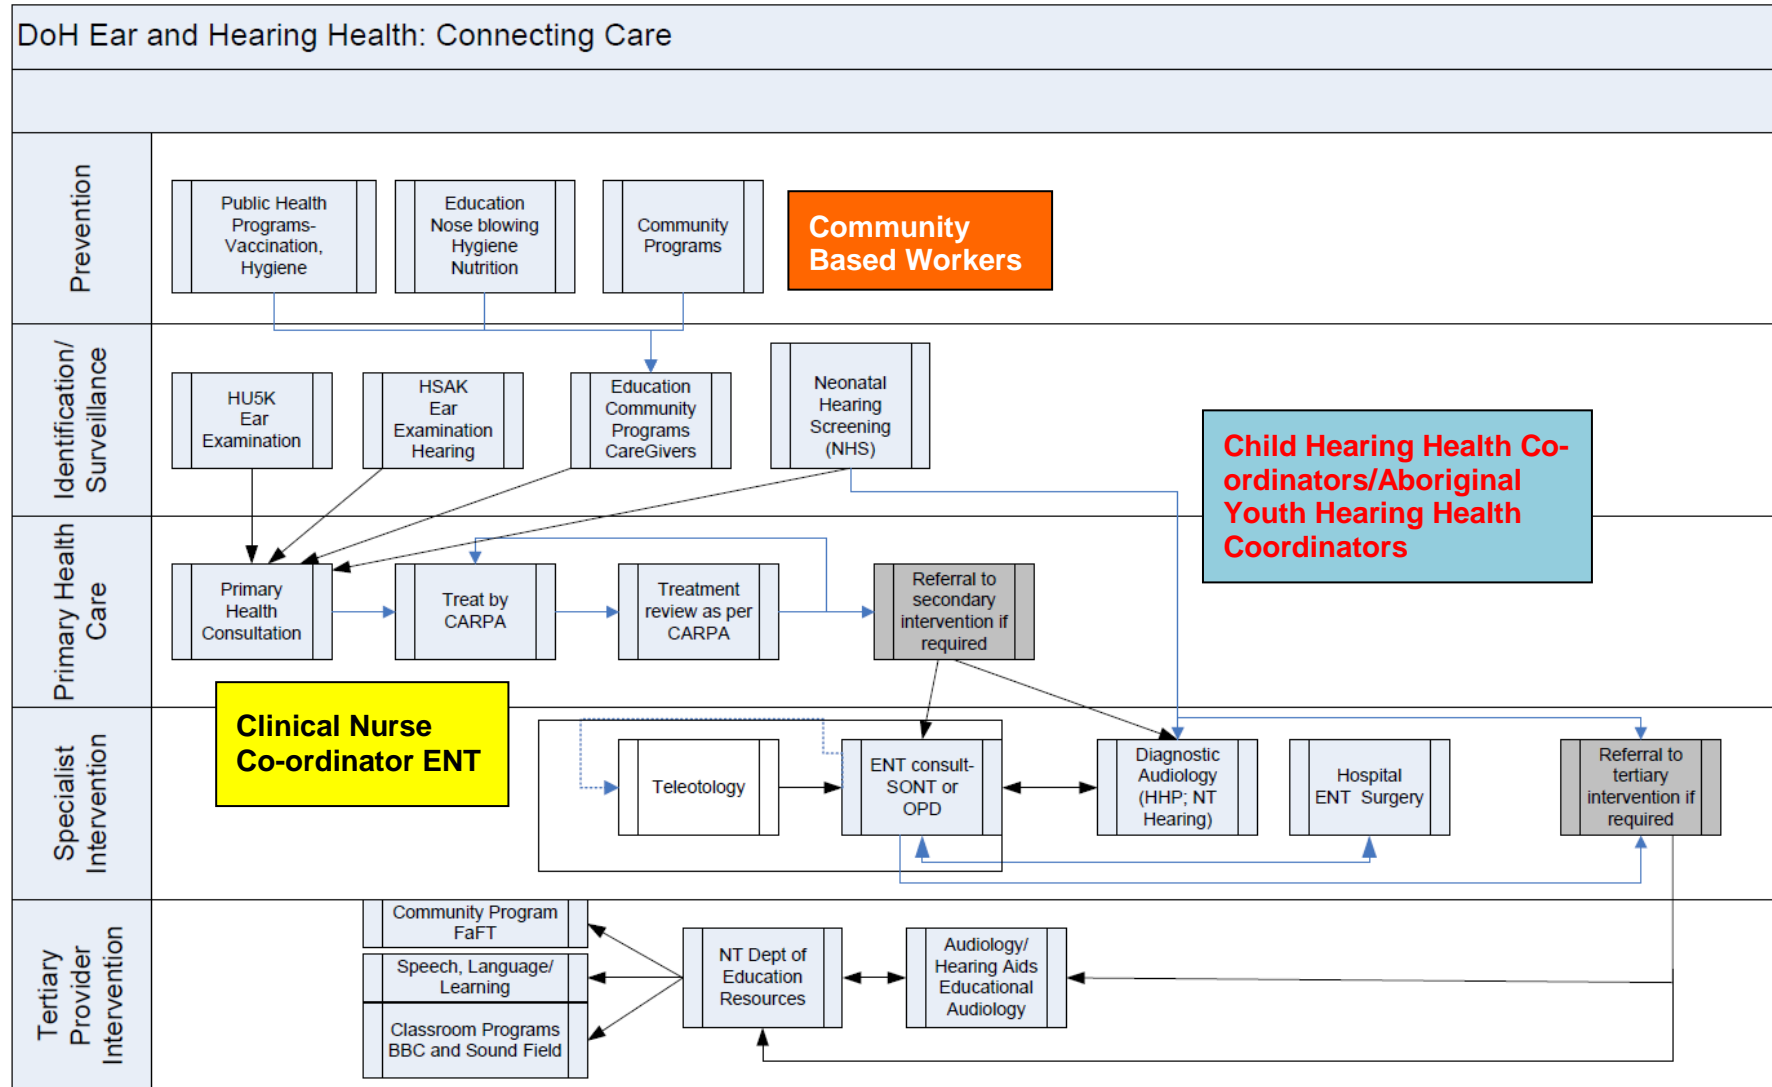 DoH Ear and Hearing Health: Connecting Care
Prevention
Public Health
Programs-
Vaccination,
Hygiene
Education
Nose blowing
Hygiene
Nutrition
Community
Programs
Community
Based Workers
Identification/
Surveillance
HU5K
Ear
Examination
HSAK
Ear
Examination
Hearing
Education
Community
Programs
CareGivers
Neonatal
Hearing
Screening
(NHS)
Child Hearing Health Co-
ordinators/Aboriginal
Youth Hearing Health
Coordinators
Primary Health
Care
Primary
Health
Consultation
Treat by
CARPA
Treatment
review as per
CARPA
Referral to
secondary
intervention if
required
Clinical Nurse
Co-ordinator ENT
Specialist
Intervention
Teleotology
ENT consult-
SONT or
OPD
Diagnostic
Audiology
(HHP; NT
Hearing)
Hospital
ENT Surgery
Referral to
tertiary
intervention if
required
Tertiary
Provider
Intervention
Community Program
FaFT
Speech, Language/
Learning
Classroom Programs
BBC and Sound Field
NT Dept of
Education
Resources
Audiology/
Hearing Aids
Educational
Audiology